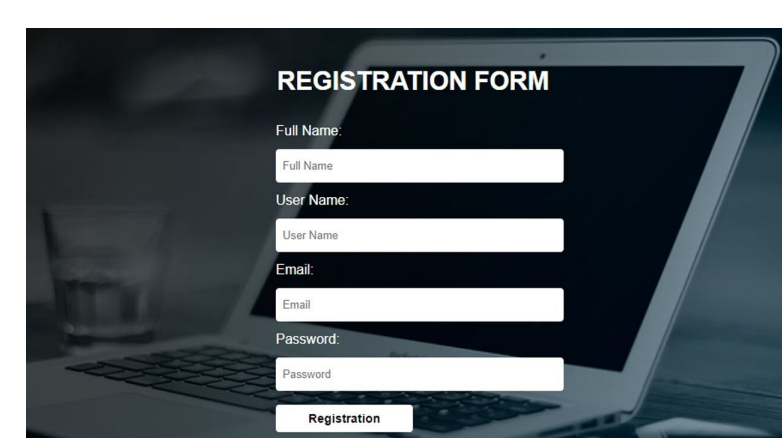 REGISTRATION FORM
Full Name:
Full Name
User Name:
User Name
Email:
Email
Password:
Password
Registration